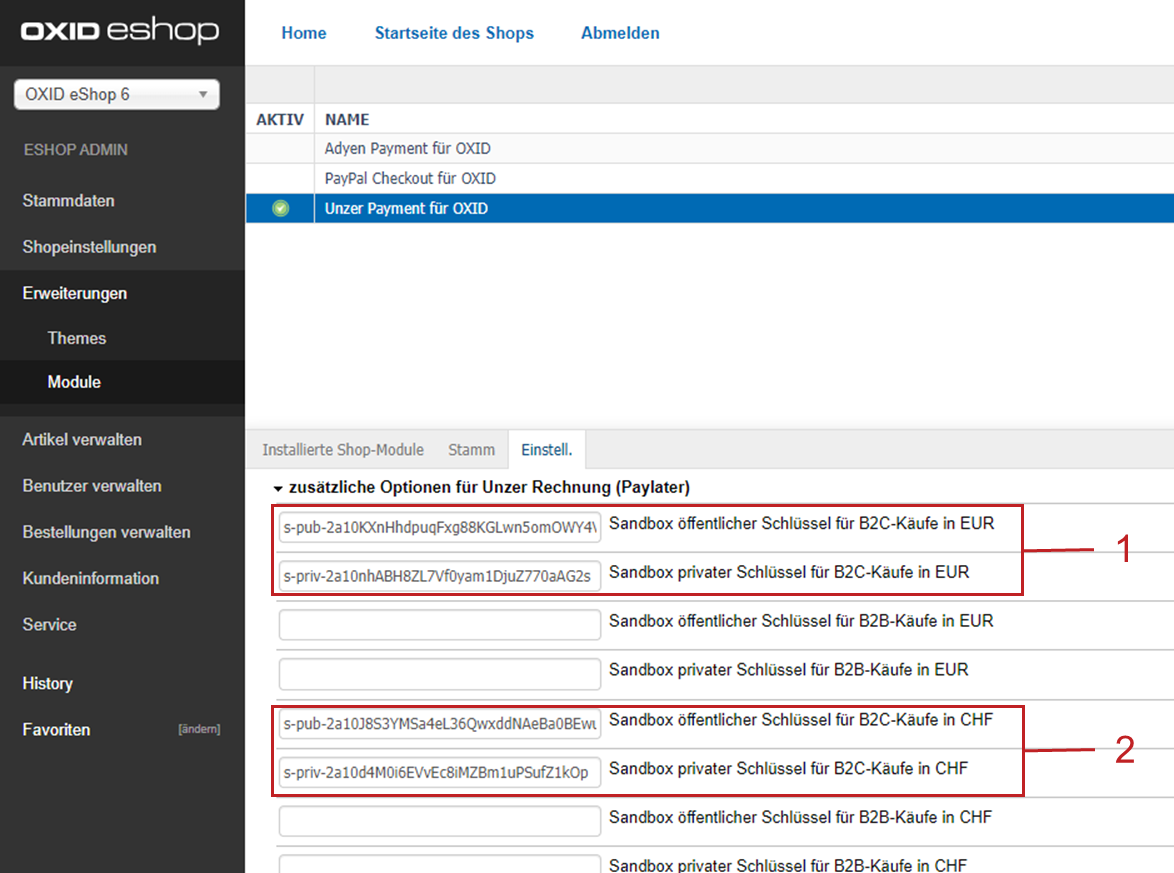 OXID eshop
Home
Startseite des Shops
Abmelden
OXID eShop 6
AKTIV
NAME
ESHOP ADMIN
Adyen Payment für OXID
PayPal Checkout für OXID
Stammdaten
Unzer Payment für OXID
Shopeinstellungen
Erweiterungen
Themes
Module
Artikel verwalten
Installierte Shop-Module
Stamm
Einstell.
Benutzer verwalten
zusätzliche Optionen für Unzer Rechnung (Paylater)
Bestellungen verwalten
s-pub-2a10KXnHhdpuqFxg88KGLwn5omOWY4\
Sandbox öffentlicher Schlüssel für B2C-Käufe in EUR
1
Kundeninformation
s-priv-2a10nhABH8ZL7Vf0yam1DjuZ770aAG2s
Sandbox privater Schlüssel für B2C-Käufe in EUR
Service
Sandbox öffentlicher Schlüssel für B2B-Käufe in EUR
History
Sandbox privater Schlüssel für B2B-Käufe in EUR
Favoriten
[ändern]
s-pub-2a10J8S3YMSa4eL36QwxddNAeBa0BEwu
Sandbox öffentlicher Schlüssel für B2C-Käufe in CHF
2
s-priv-2a10d4M0i6EVvEc8iMZBm1uPSufZ1kOp
Sandbox privater Schlüssel für B2C-Käufe in CHF
Sandbox öffentlicher Schlüssel für B2B-Käufe in CHF
Sandbox privater Schlüssel für B2B-Käufe in CHF